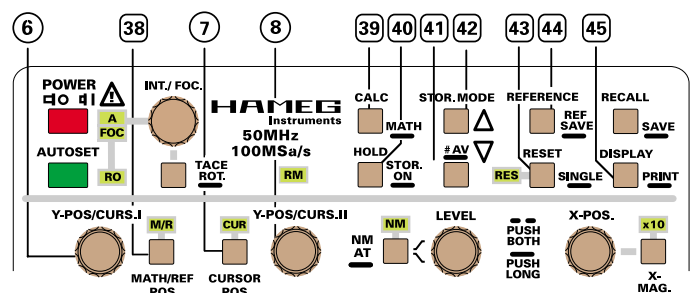 6 38 7 8 39 40 41 42 43 44 45
POWER
INT./ FOC.
HAMEG
Instruments
50MHz
100MSa/s
CALC
STOR. MODE
REFERENCE
RECALL
A
FOC
MATH
REF
SAVE
SAVE
AUTOSET
RO
TACE
ROT.
RM
HOLD
STOR.
ON
# AV
RES
RESET
SINGLE
DISPLAY
PRINT
Y-POS/CURS.I
M/R
CUR
Y-POS/CURS.II
NM
LEVEL
X-POS.
x10
NM
AT
PUSH
BOTH
PUSH
LONG
MATH/REF
POS.
CURSOR
POS.
X-
MAG.